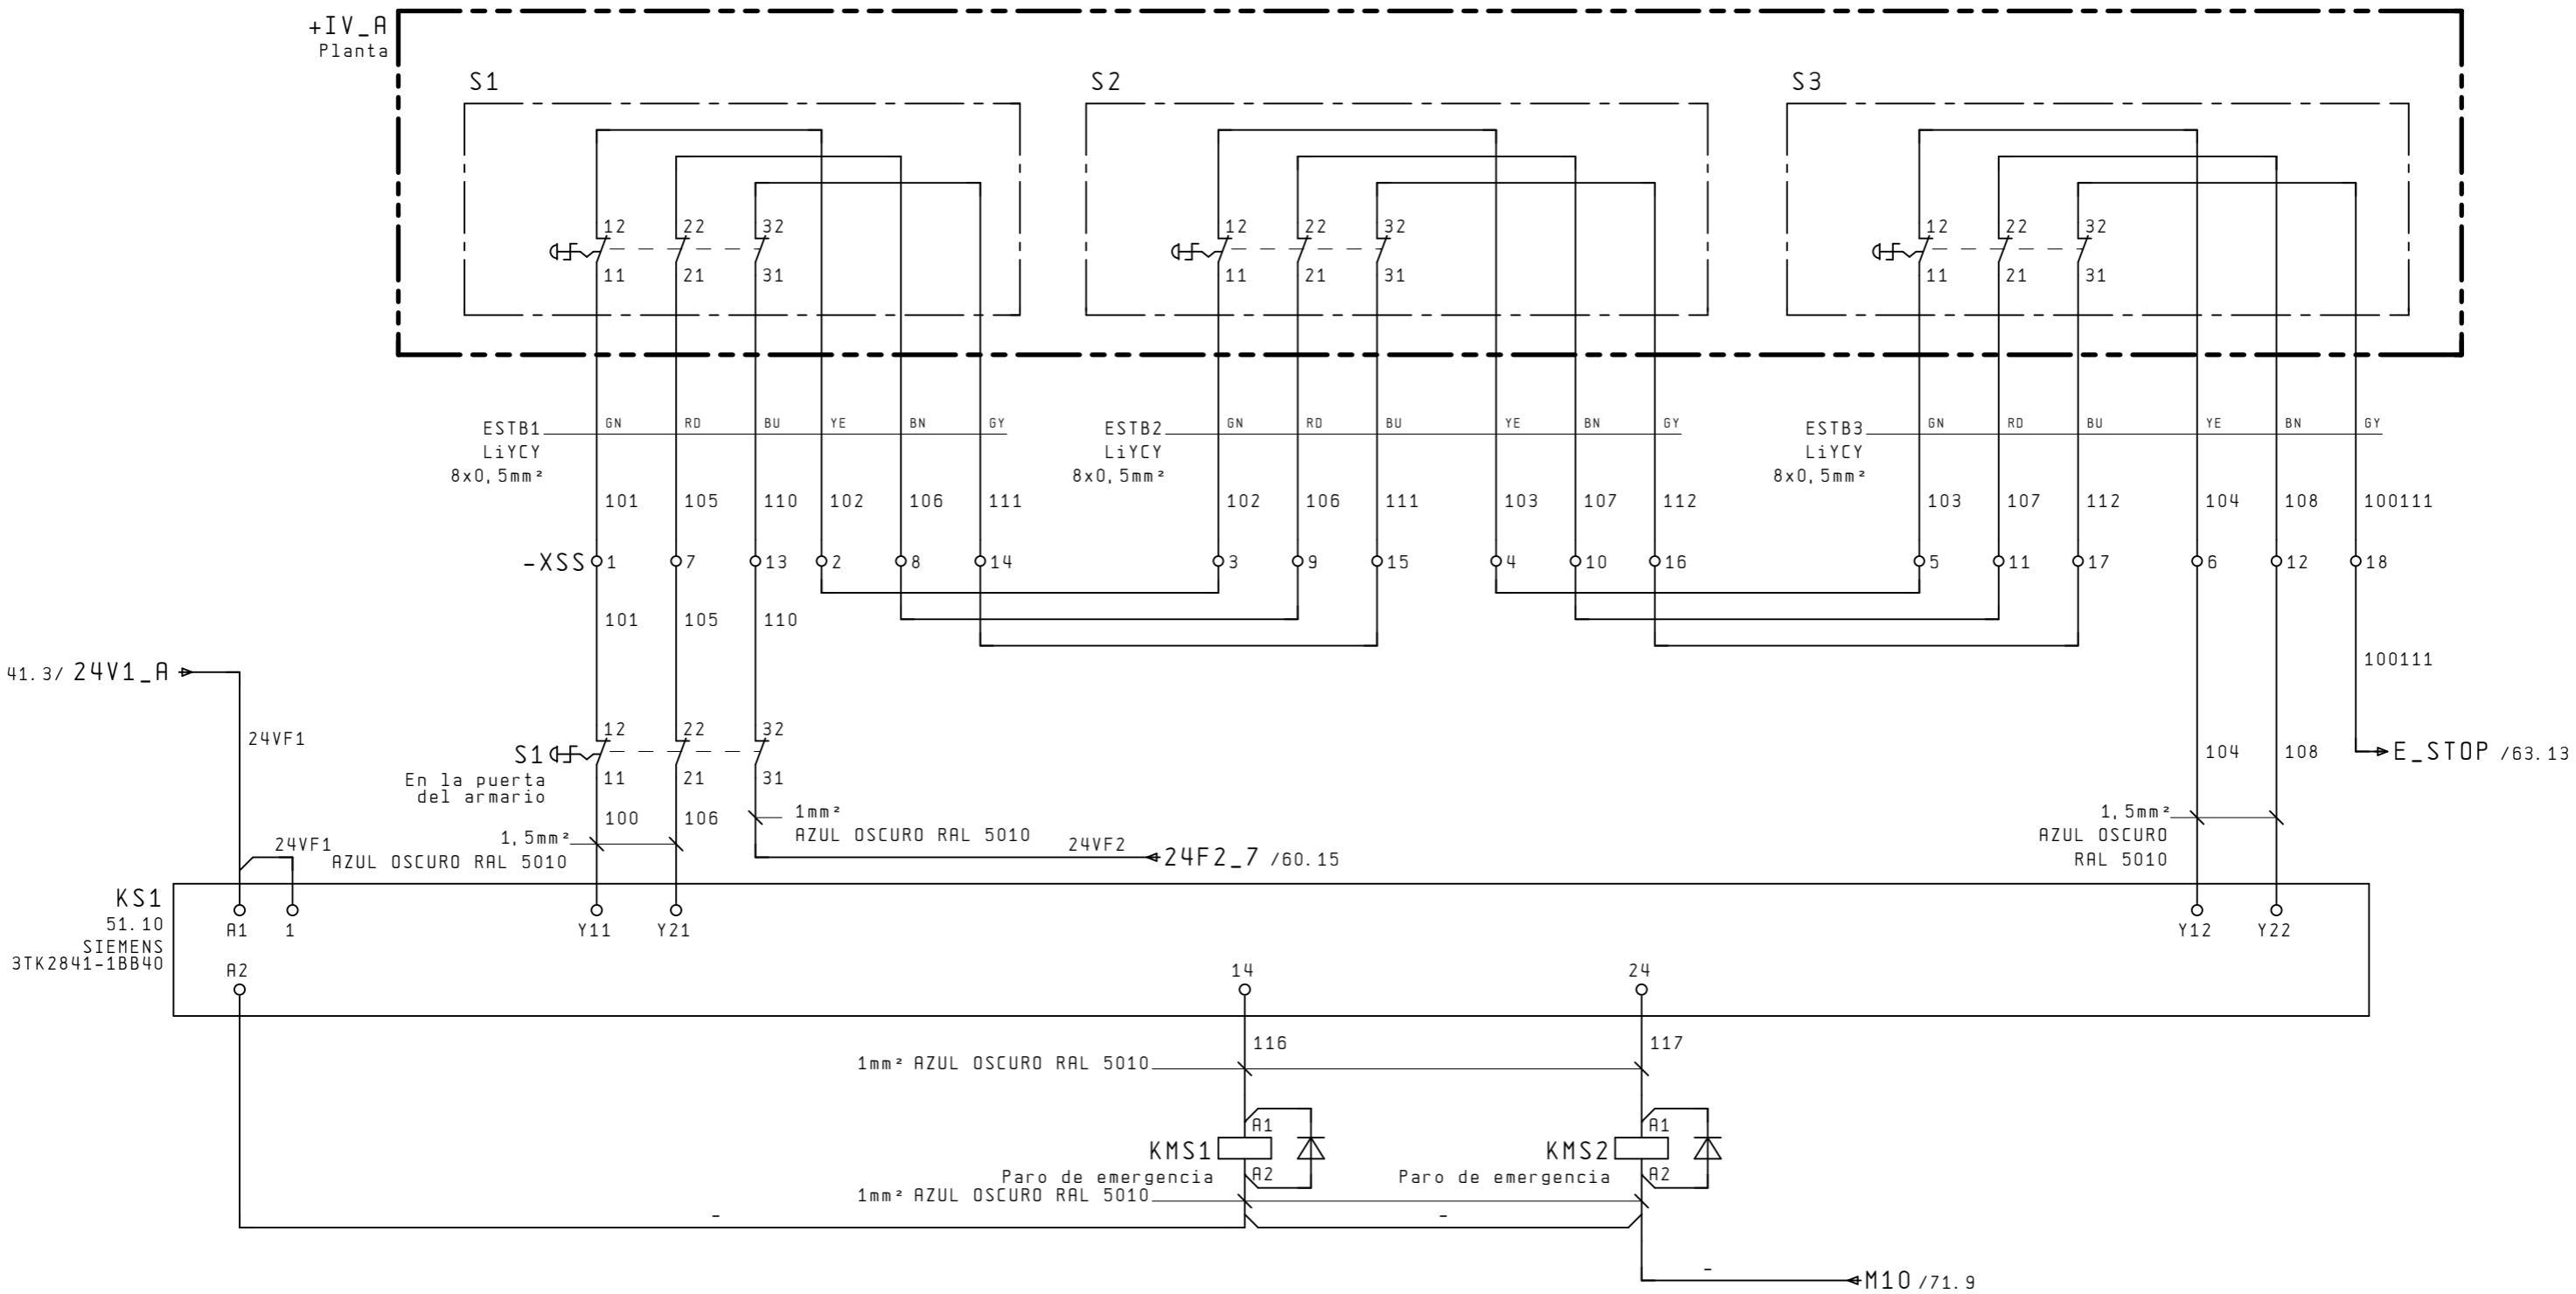 +IV_A
Planta
S1
S2
S3
12 22 32
11 21 31
12 22 32
11 21 31
12 22 32
11 21 31
ESTB1
LiYCY
8x0,5mm²
GN RD BU YE BN GY
ESTB2
LiYCY
8x0,5mm²
GN RD BU YE BN GY
ESTB3
LiYCY
8x0,5mm²
GN RD BU YE BN GY
101 105 110 102 106 111
102 106 111 103 107 112
103 107 112 104 108 100111
-XSS 1 7 13 2 8 14 3 9 15 4 10 16 5 11 17 6 12 18
101 105 110
100111
41.3/ 24V1_A
24VF1
S1
En la puerta
del armario
12 22 32
11 21 31
104 108
E_STOP /63.13
100 106
1,5mm²
AZUL OSCURO RAL 5010
1mm²
AZUL OSCURO RAL 5010
24VF2
24F2_7 /60.15
1,5mm²
AZUL OSCURO
RAL 5010
24VF1
KS1
51.10
SIEMENS
3TK2841-1BB40
A1 1 Y11 Y21 Y12 Y22
A2 14 24
116 117
1mm² AZUL OSCURO RAL 5010
KMS1
Paro de emergencia
A1
A2
KMS2
Paro de emergencia
A1
A2
1mm² AZUL OSCURO RAL 5010
- -
-
M10 /71.9